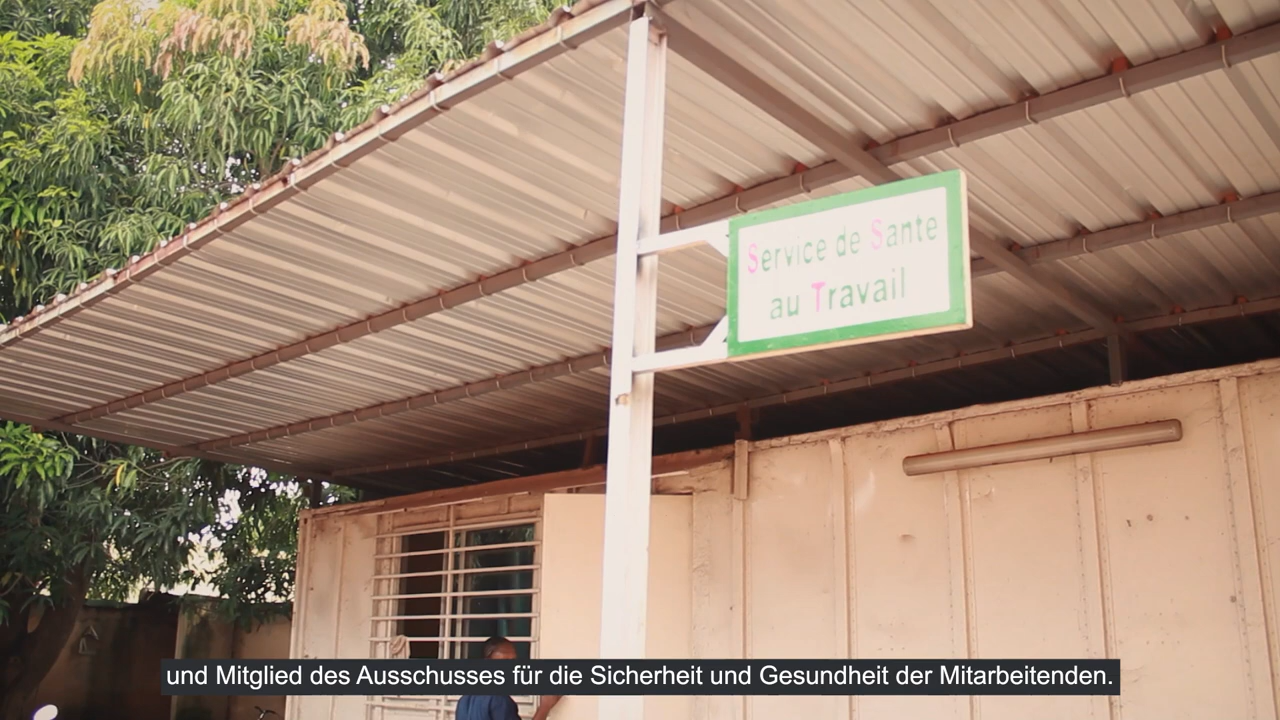 Service de Sante
au Travail
und Mitglied des Ausschusses für die Sicherheit und Gesundheit der Mitarbeitenden.